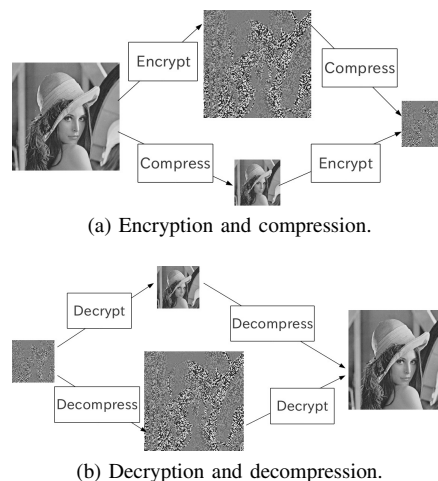 Encrypt
Compress
Compress
Encrypt
(a) Encryption and compression.
Decrypt
Decompress
Decompress
Decrypt
(b) Decryption and decompression.